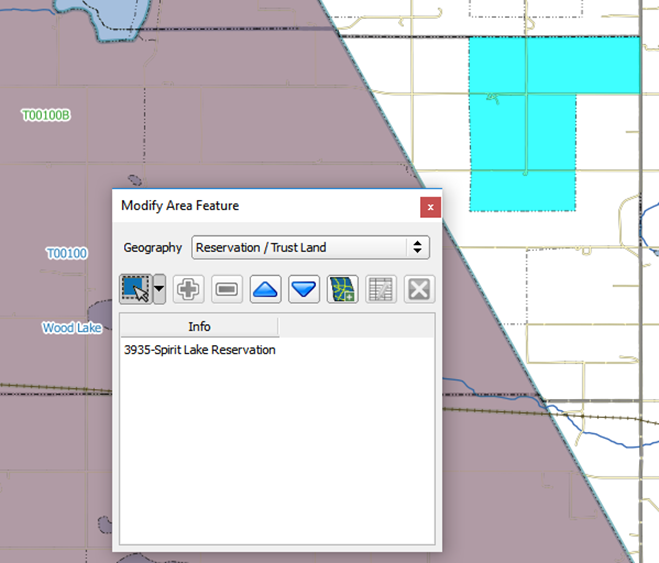 T00100B
Modify Area Feature
x
Geography
Reservation / Trust Land
T00100
Wood Lake
Info
3935-Spirit Lake Reservation